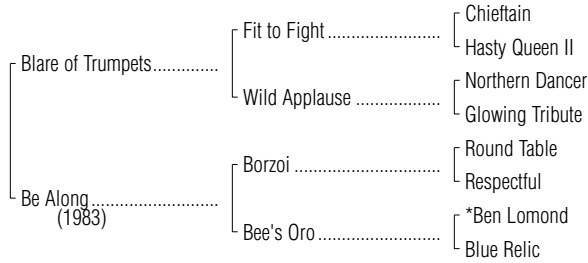 Chieftain
Fit to Fight
Hasty Queen II
Blare of Trumpets
Northern Dancer
Wild Applause
Glowing Tribute
Round Table
Borzoi
Respectful
Be Along
(1983)
*Ben Lomond
Bee's Oro
Blue Relic